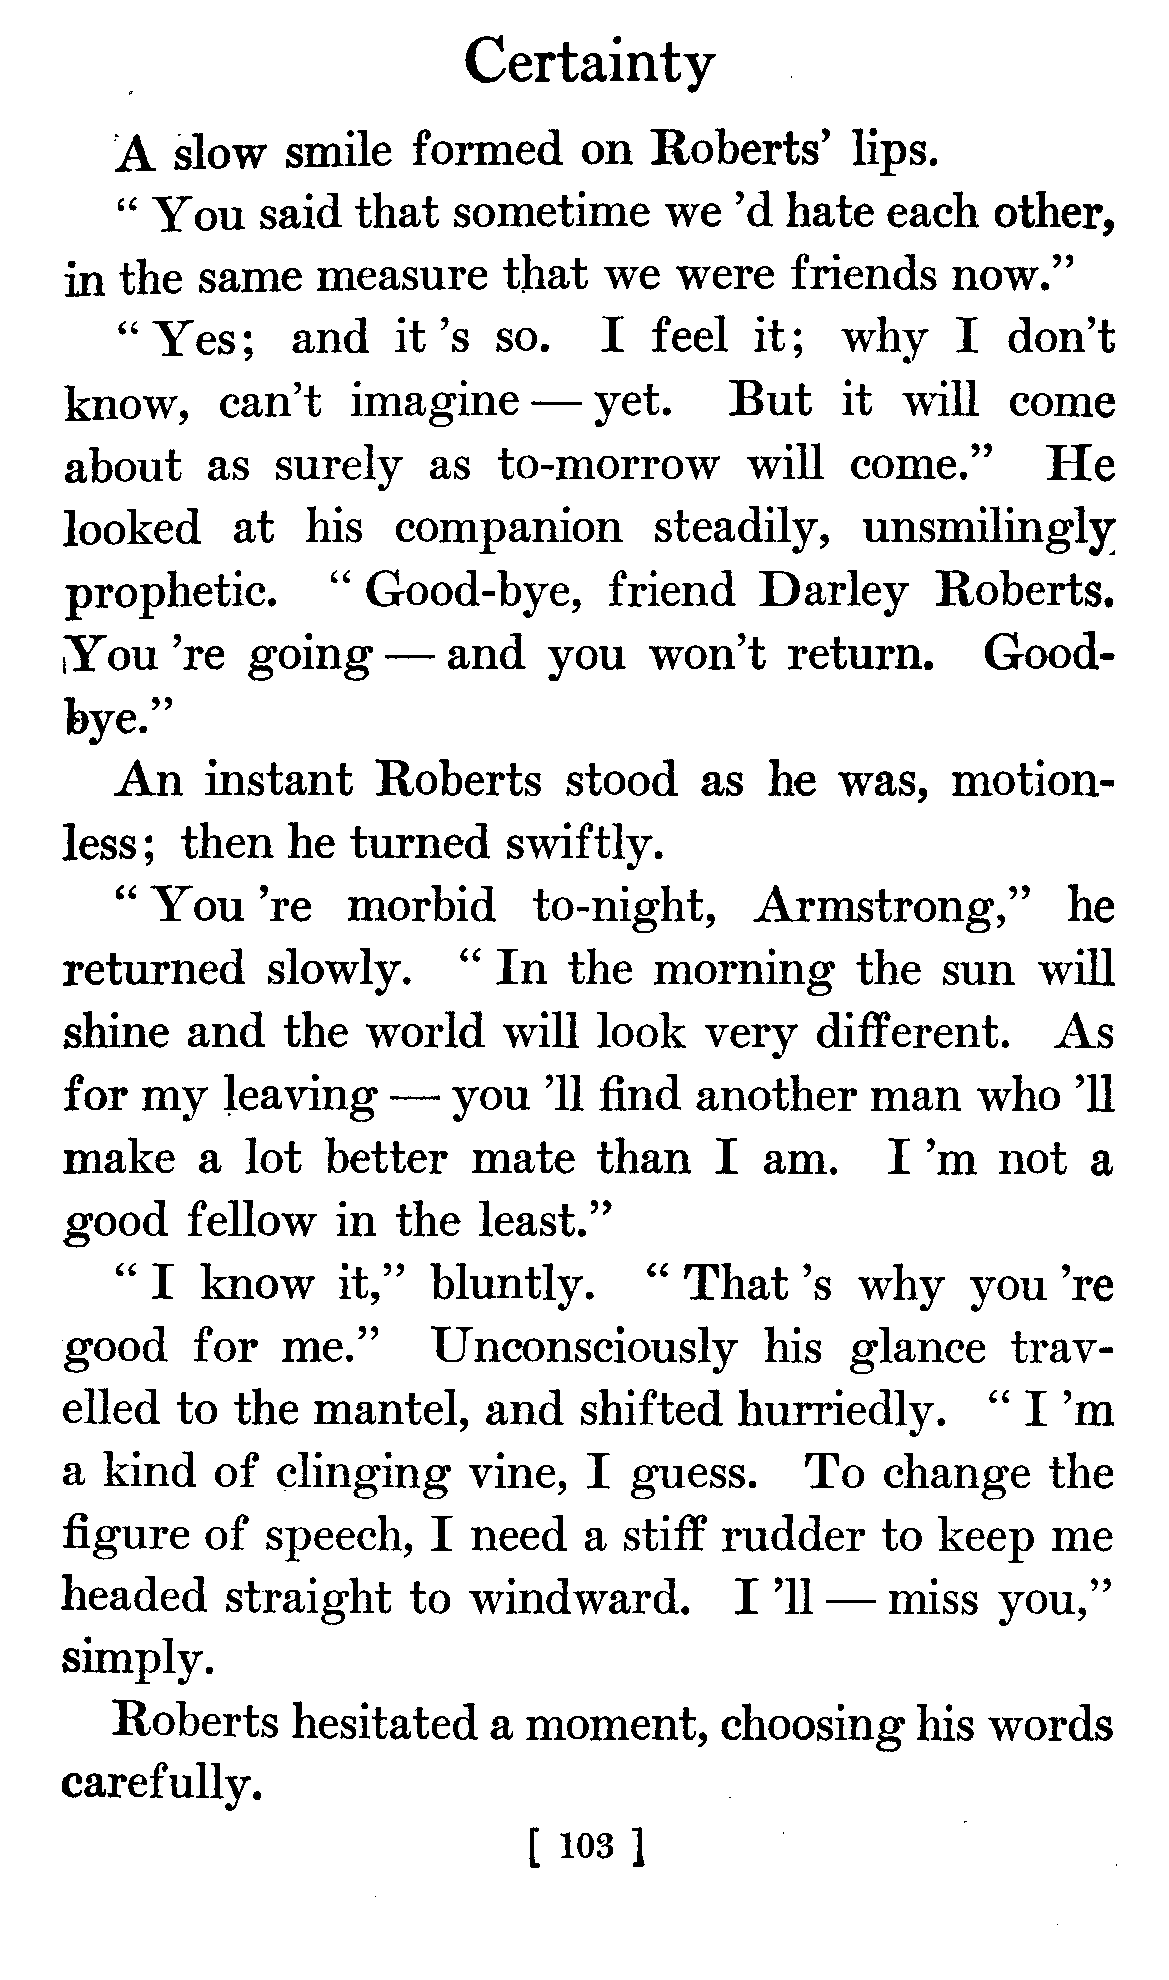 Certainty
A slow smile formed on Roberts' lips.
" You said that sometime we 'd hate each other,
in the same measure that we were friends now."
" Yes; and it 's so. I feel it; why I don't
know, can't imagine — yet. But it will come
about as surely as to-morrow will come." He
looked at his companion steadily, unsmilingly
prophetic. " Good-bye, friend Darley Roberts.
You 're going — and you won't return. Good-
bye."
An instant Roberts stood as he was, motion-
less; then he turned swiftly.
" You 're morbid to-night, Armstrong," he
returned slowly. " In the morning the sun will
shine and the world will look very different. As
for my leaving — you 'll find another man who 'll
make a lot better mate than I am. I 'm not a
good fellow in the least."
" I know it," bluntly. " That 's why you 're
good for me." Unconsciously his glance trav-
elled to the mantel, and shifted hurriedly. " I 'm
a kind of clinging vine, I guess. To change the
figure of speech, I need a stiff rudder to keep me
headed straight to windward. I 'll — miss you,"
simply.
Roberts hesitated a moment, choosing his words
carefully.
[ 103 ]